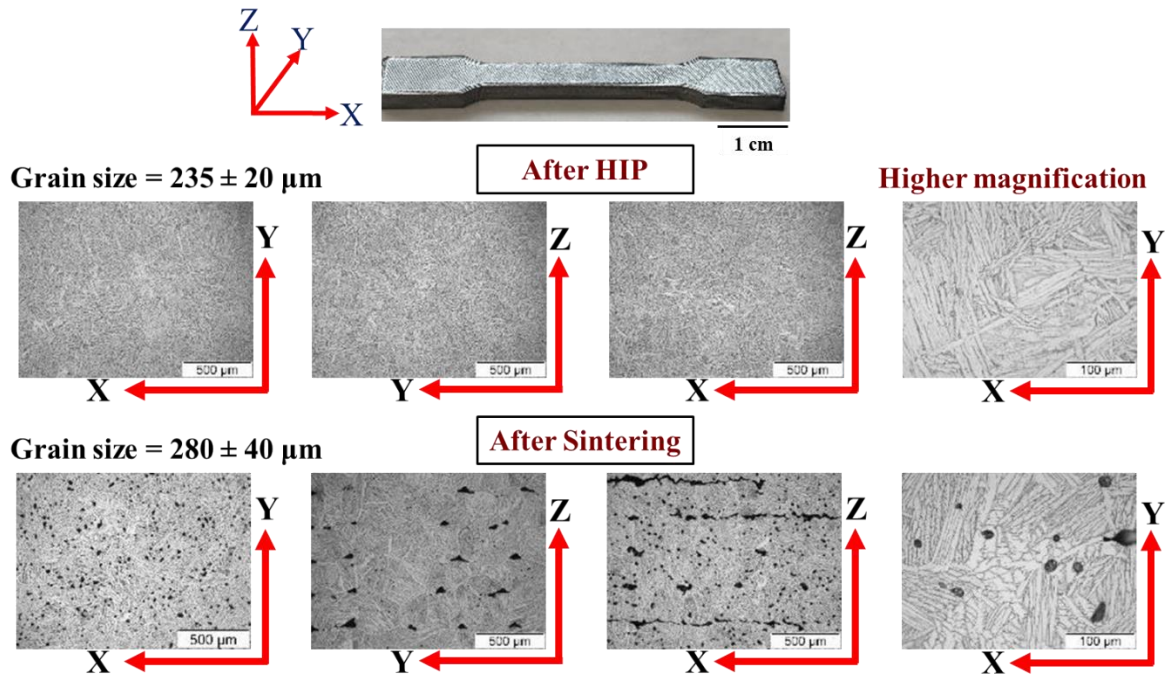 Z
Y
X
1 cm
After HIP
Grain size = 235 ± 20 µm
Higher magnification
Y
Z
Z
Y
500 µm
500 µm
500 µm
100 µm
X
Y
X
X
After Sintering
Grain size = 280 ± 40 µm
Y
Z
Z
Y
500 µm
500 µm
500 µm
100 µm
X
Y
X
X